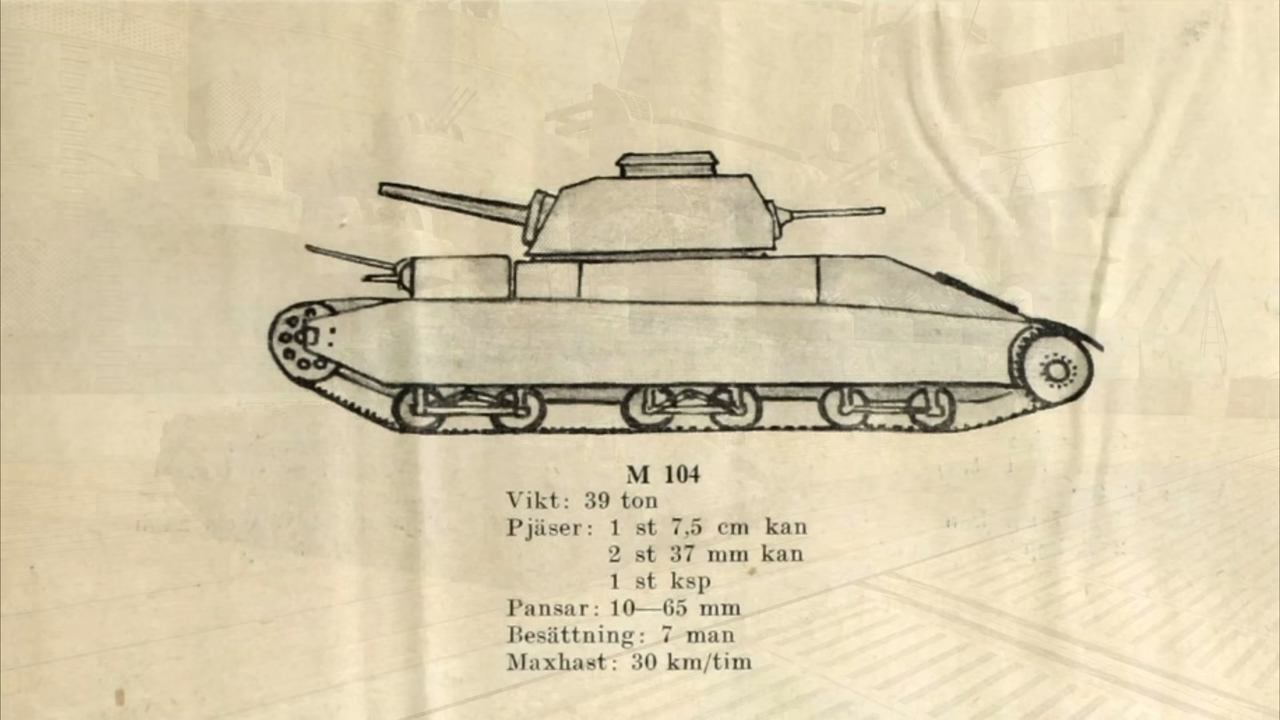 M 104
Vikt: 39 ton
Pjäser: 1 st 7,5 cm kan
2 st 37 mm kan
1 st ksp
Pansar: 10—65 mm
Besättning: 7 man
Maxhast: 30 km/tim